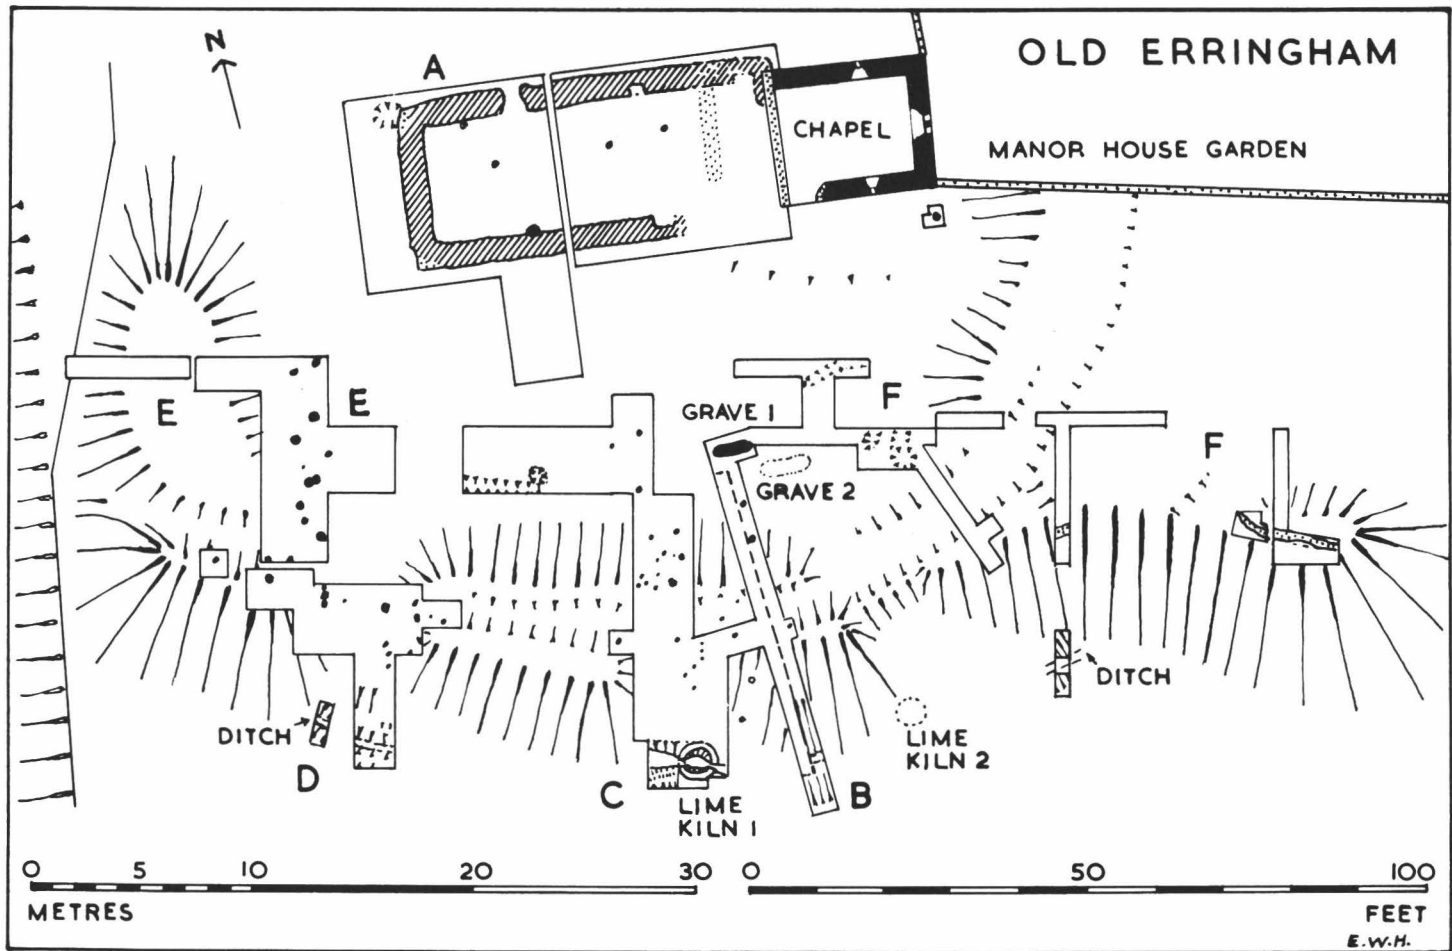 N
A
OLD ERRINGHAM
CHAPEL
MANOR HOUSE GARDEN
E
E
GRAVE 1
F
GRAVE 2
F
DITCH
DITCH
D
C
LIME
KILN 1
B
LIME
KILN 2
0 5 10 20 30
METRES
0 50 100
FEET
E.W.H.